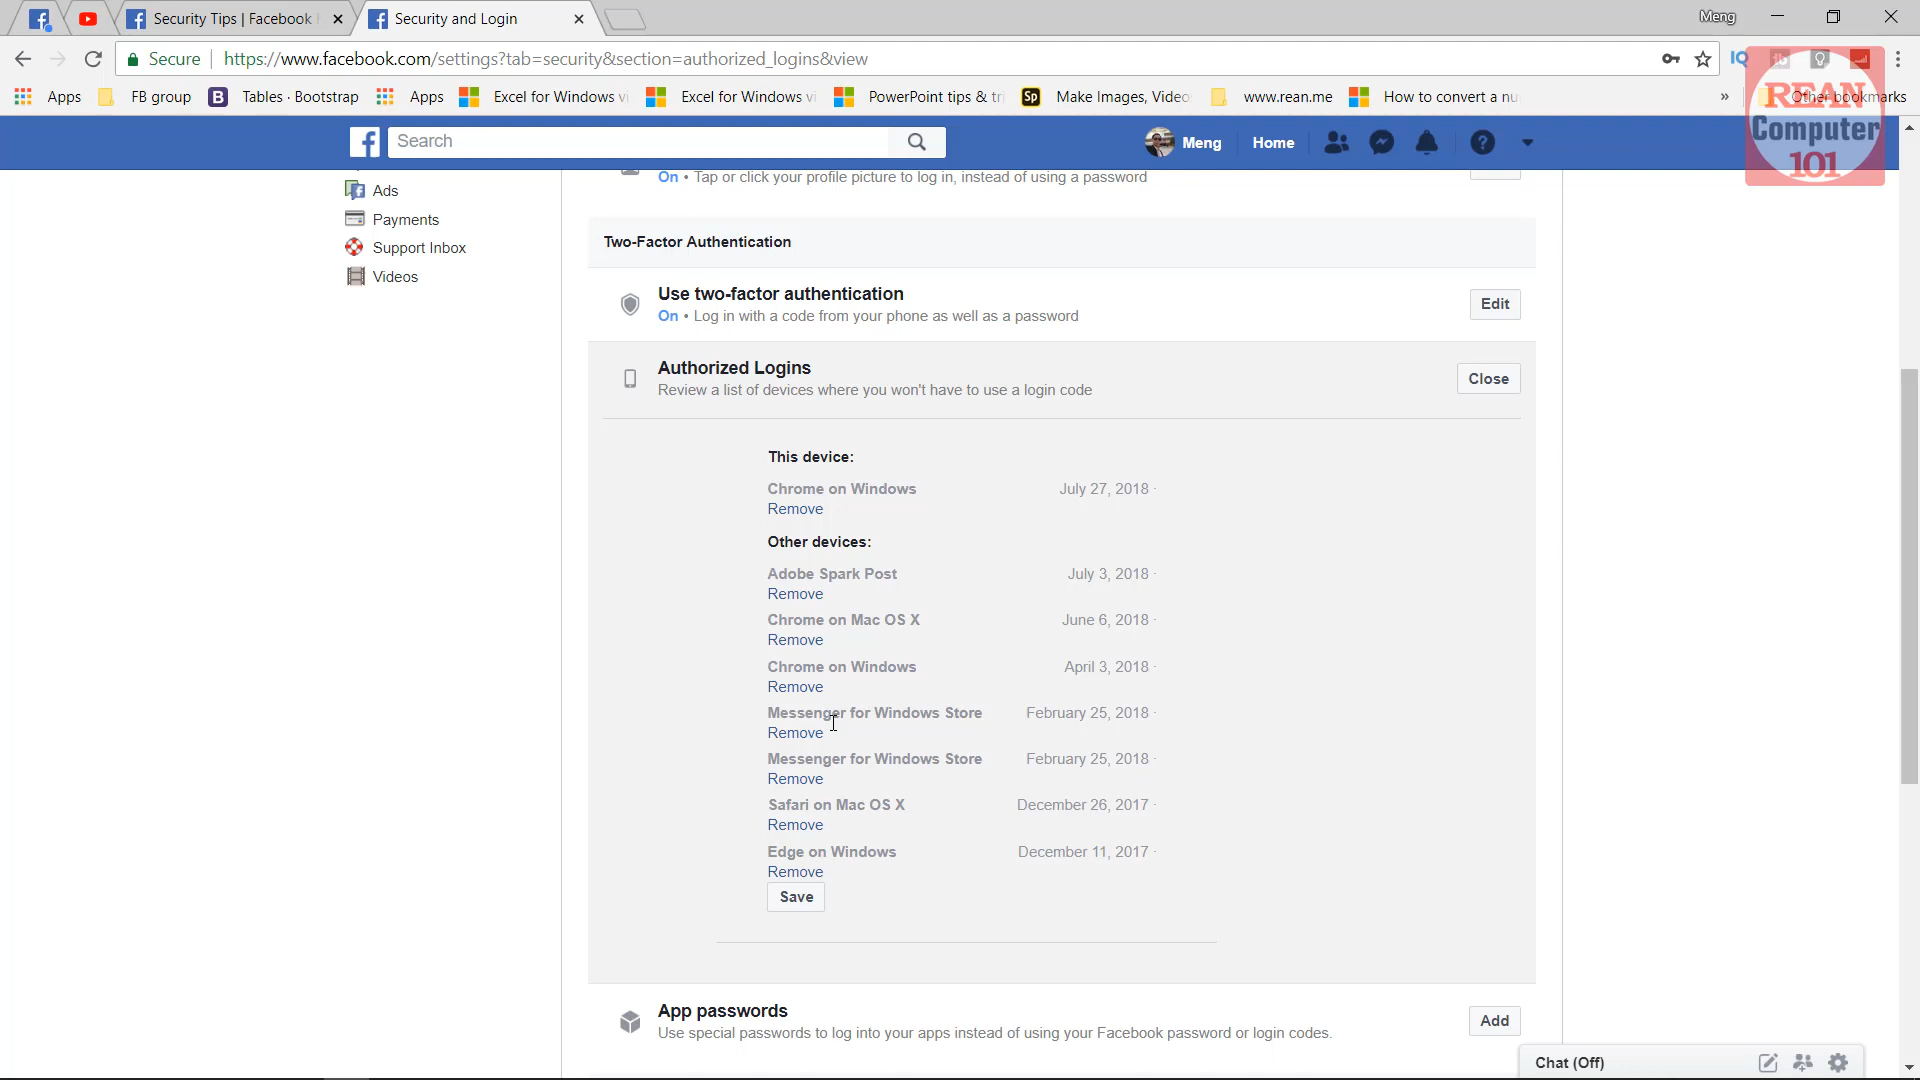 Security Tips | Facebook
Security and Login
Meng
Secure
https://www.facebook.com/settings?tab=security&section=authorized_logins&view
Apps
FB group
Tables · Bootstrap
Apps
Excel for Windows vi
Excel for Windows vi
PowerPoint tips & tri
Make Images, Video
www.rean.me
How to convert a nu
»
Other bookmarks
REAN
Computer
101
Search
Meng
Home
Ads
Payments
Support Inbox
Videos
On • Tap or click your profile picture to log in, instead of using a password
Two-Factor Authentication
Use two-factor authentication
On • Log in with a code from your phone as well as a password
Edit
Authorized Logins
Review a list of devices where you won't have to use a login code
Close
This device:
Chrome on Windows July 27, 2018 ·
Remove
Other devices:
Adobe Spark Post July 3, 2018 ·
Remove
Chrome on Mac OS X June 6, 2018 ·
Remove
Chrome on Windows April 3, 2018 ·
Remove
Messenger for Windows Store February 25, 2018 ·
Remove
Messenger for Windows Store February 25, 2018 ·
Remove
Safari on Mac OS X December 26, 2017 ·
Remove
Edge on Windows December 11, 2017 ·
Remove
Save
App passwords
Use special passwords to log into your apps instead of using your Facebook password or login codes.
Add
Chat (Off)